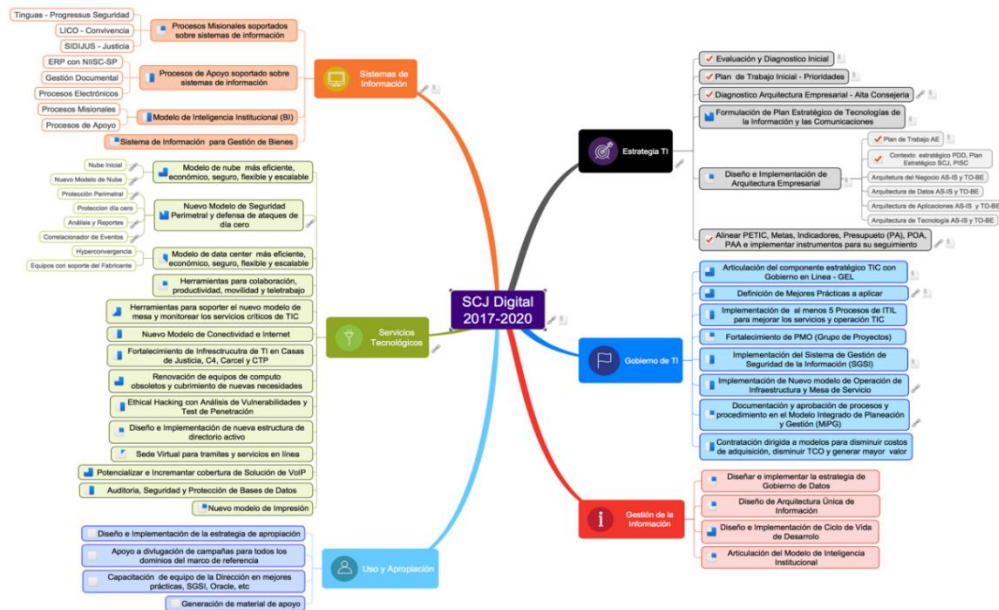 SCJ Digital
2017-2020
Sistemas de
Información
Tinguas - Progressus Seguridad
LICO - Convivencia
SIDIJUS - Justicia
Procesos Misionales soportados
sobre sistemas de información
ERP con NIISC-SP
Gestión Documental
Procesos Electrónicos
Procesos de Apoyo soportado sobre
sistemas de información
Procesos Misionales
Procesos de Apoyo
Modelo de Inteligencia Institucional (BI)
Sistema de Información para Gestión de Bienes
Servicios
Tecnológicos
Nube Inicial
Nuevo Modelo de Nube
Modelo de nube más eficiente,
económico, seguro, flexible y escalable
Protección Perimetral
Proteccion día cero
Análisis y Reportes
Correlacionador de Eventos
Nuevo Modelo de Seguridad
Perimetral y defensa de ataques de
día cero
Hyperconvergencia
Equipos con soporte del Fabricante
Modelo de data center más eficiente,
económico, seguro, flexible y escalable
Herramientas para colaboración,
productividad, movilidad y teletrabajo
Herramientas para soporter el nuevo modelo de
mesa y monitorear los servicios críticos de TIC
Nuevo Modelo de Conectividad e Internet
Fortalecimiento de Infrasctrucutra de TI en Casas
de Justicia, C4, Carcel y CTP
Renovación de equipos de computo
obsoletos y cubrimiento de nuevas necesidades
Ethical Hacking con Análisis de Vulnerabilidades y
Test de Penetración
Diseño e Implementación de nueva estructura de
directorio activo
Sede Virtual para tramites y servicios en línea
Potencializar e Incremantar cobertura de Solución de VoIP
Auditoria, Seguridad y Protección de Bases de Datos
Nuevo modelo de Impresión
Uso y Apropiación
Diseño e Implementación de la estrategia de apropiación
Apoyo a divlugación de campañas para todos los
dominios del marco de referencia
Capacitación de equipo de la Dirección en mejores
prácticas, SGSI, Oracle, etc
Generación de material de apoyo
Estrategia TI
Evaluación y Diagnostico Inicial
Plan de Trabajo Inicial - Prioridades
Diagnostico Arquitectura Empresarial - Alta Consejeria
Formulación de Plan Estratégico de Tecnologías de
la Información y las Comunicaciones
Diseño e Implementación de
Arquitectura Empresarial
Plan de Trabajo AE
Contexto estratégico PDD, Plan
Estratégico SCJ, PISC
Arquitetura del Negocio AS-IS y TO-BE
Arquitectura de Datos AS-IS y TO-BE
Arquitectura de Aplicaciones AS-IS y TO-BE
Arquitectura de Tecnología AS-IS y TO-BE
Alinear PETIC, Metas, Indicadores, Presupueto (PA), POA,
PAA e implementar instrumentos para su seguimiento
Gobierno de TI
Articulación del componente estratégico TIC con
Gobierno en Línea - GEL
Definición de Mejores Prácticas a aplicar
Implementación de al menos 5 Procesos de ITIL
para mejorar los servicios y operación TIC
Fortalecimiento de PMO (Grupo de Proyectos)
Implementación del Sistema de Gestión de
Seguridad de la Información (SGSI)
Implementación de Nuevo modelo de Operación de
Infraestructura y Mesa de Servicio
Documentación y aprobación de procesos y
procedimiento en el Modelo Integrado de Planeación
y Gestión (MIPG)
Contratación dirigida a modelos para dismiuir costos
de adquisición, disminuir TCO y generar mayor valor
Gestión de la
Información
Diseñar e implementar la estrategia de
Gobierno de Datos
Diseño de Arquitectura Única de
Información
Diseño e Implementación de Ciclo de Vida
de Desarrolo
Articulación del Modelo de Inteligencia
Institucional